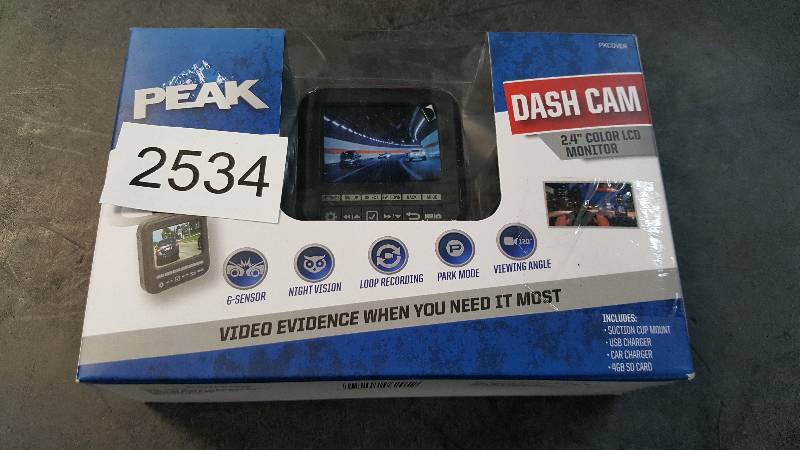 PKCOVER
PEAK
DASH CAM
2.4" COLOR LCD
MONITOR
2534
G-SENSOR
NIGHT VISION
LOOP RECORDING
PARK MODE
120°
VIEWING ANGLE
VIDEO EVIDENCE WHEN YOU NEED IT MOST
INCLUDES:
• SUCTION CUP MOUNT
• USB CHARGER
• CAR CHARGER
• 4GB SD CARD